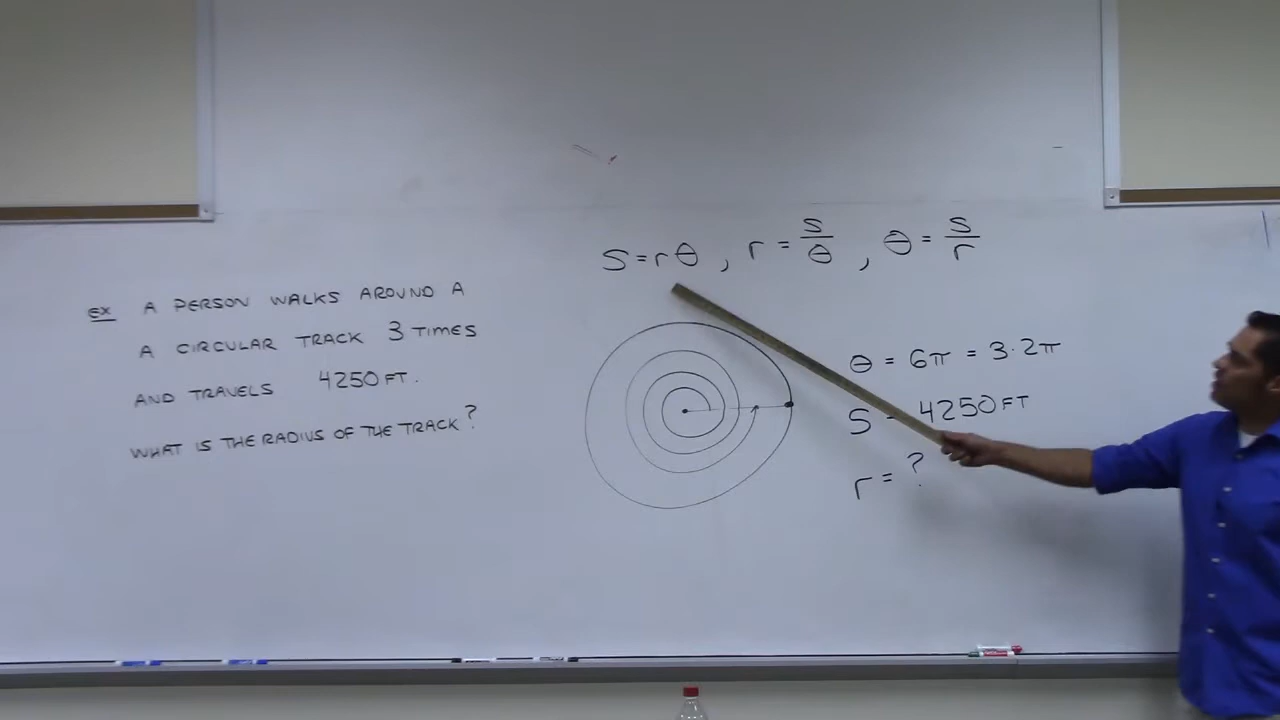 S = rθ , r = s/θ , θ = s/r
ex A PERSON WALKS AROUND A
A CIRCULAR TRACK 3 TIMES
AND TRAVELS 4250 FT.
WHAT IS THE RADIUS OF THE TRACK?
θ = 6π = 3·2π
S = 4250 FT
r = ?